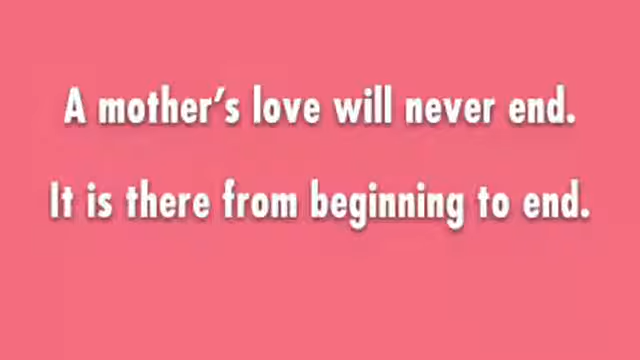 A mother's love will never end.
It is there from beginning to end.